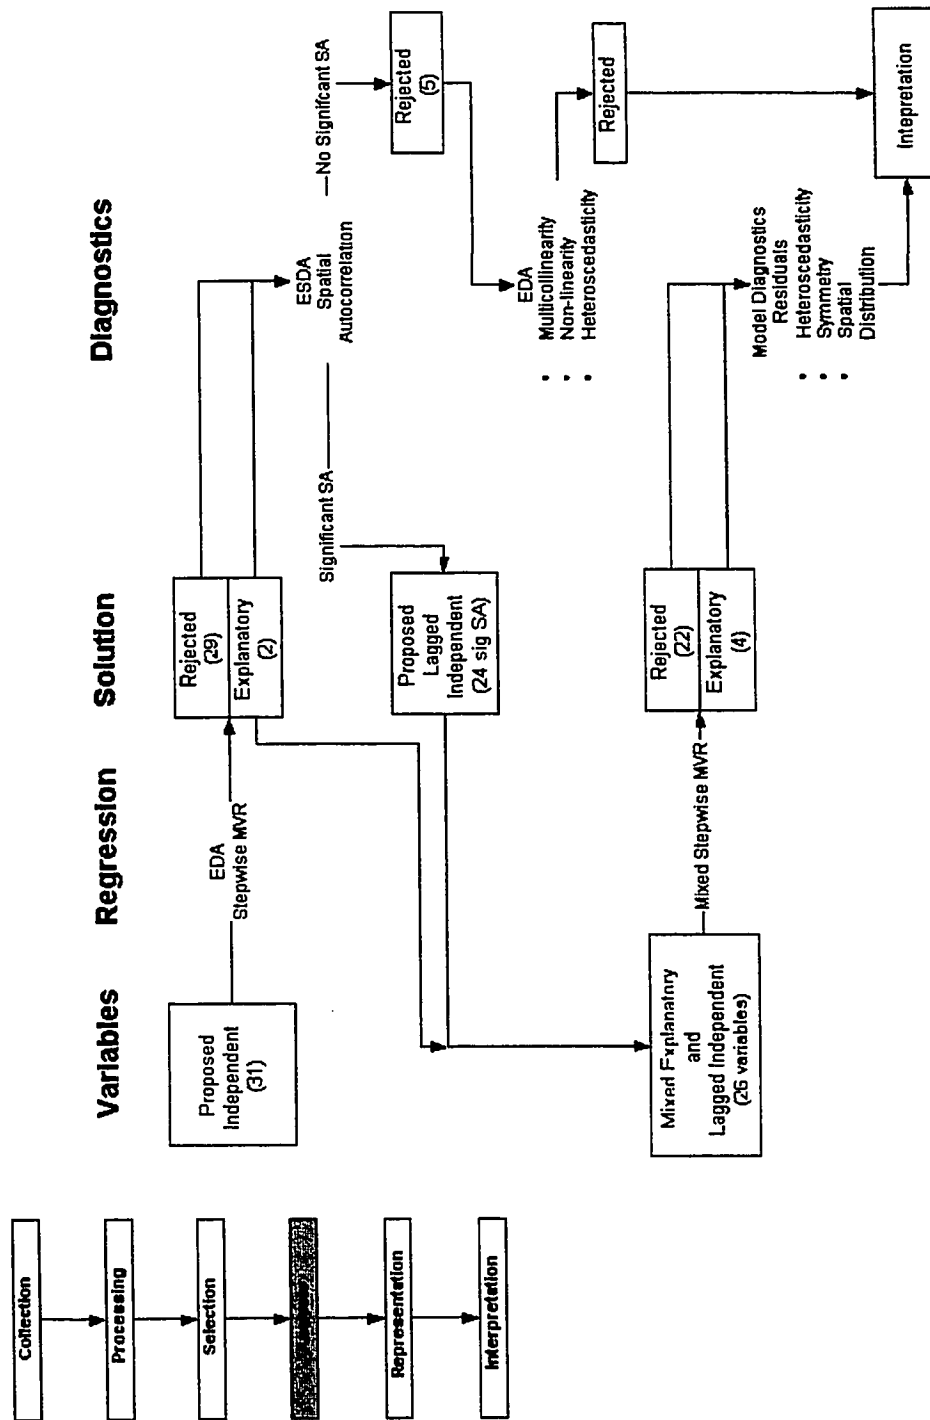 Collection
Processing
Selection
Representation
Interpretation
Variables
Regression
Solution
Diagnostics
Proposed
Independent
(31)
EDA
Stepwise MVR
Rejected
(29)
Explanatory
(2)
ESDA
Spatial
Autocorrelation
Significant SA
No Signifcant SA
Rejected
(5)
Proposed
Lagged
Independent
(24 sig SA)
EDA
• Multicollinearity
• Non-linearity
• Heteroscedasticity
Rejected
Mixed Explanatory
and
Lagged Independent
(26 variables)
Mixed Stepwise MVR
Rejected
(22)
Explanatory
(4)
Model Diagnostics
Residuals
• Heteroscedasticity
• Symmetry
• Spatial
Distribution
Intepretation